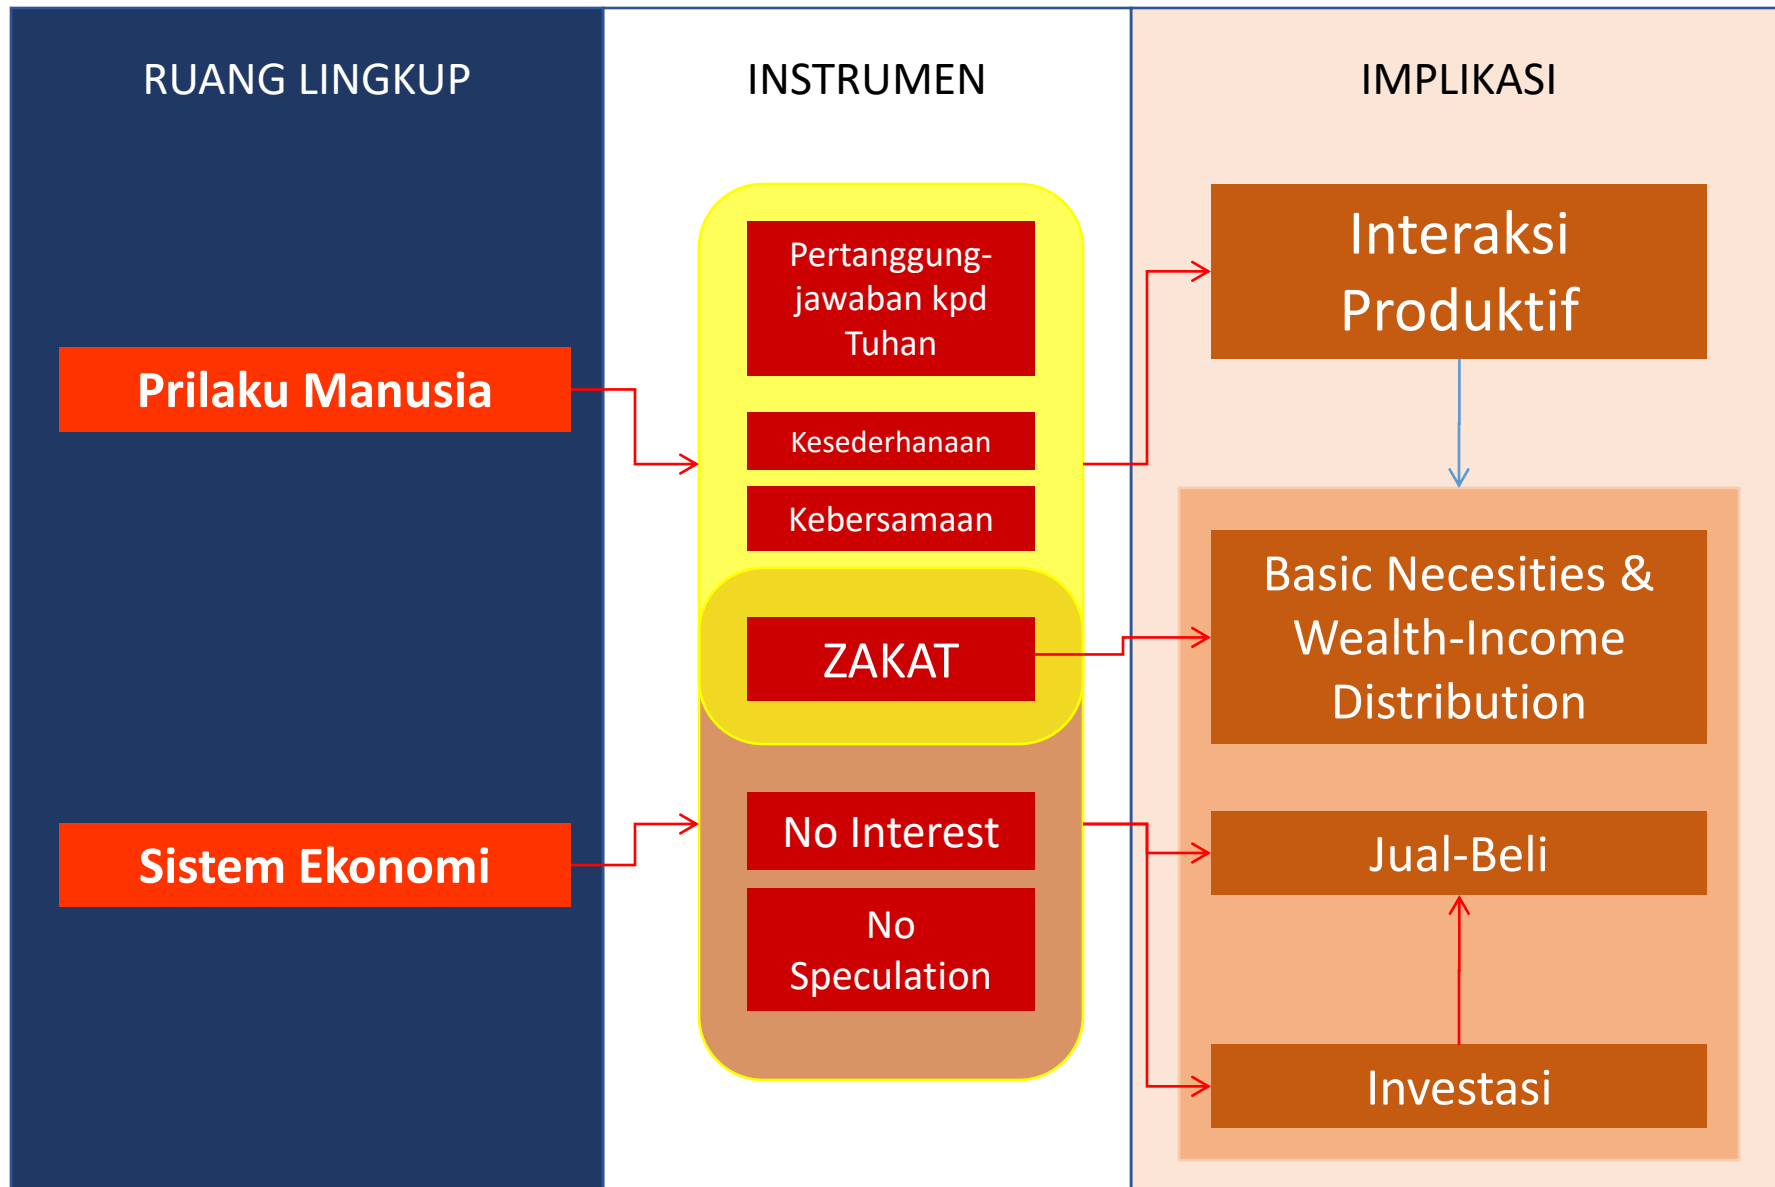 RUANG LINGKUP
INSTRUMEN
IMPLIKASI
Prilaku Manusia
Sistem Ekonomi
Pertanggung-
jawaban kpd
Tuhan
Kesederhanaan
Kebersamaan
ZAKAT
No Interest
No
Speculation
Interaksi
Produktif
Basic Necesities &
Wealth-Income
Distribution
Jual-Beli
Investasi